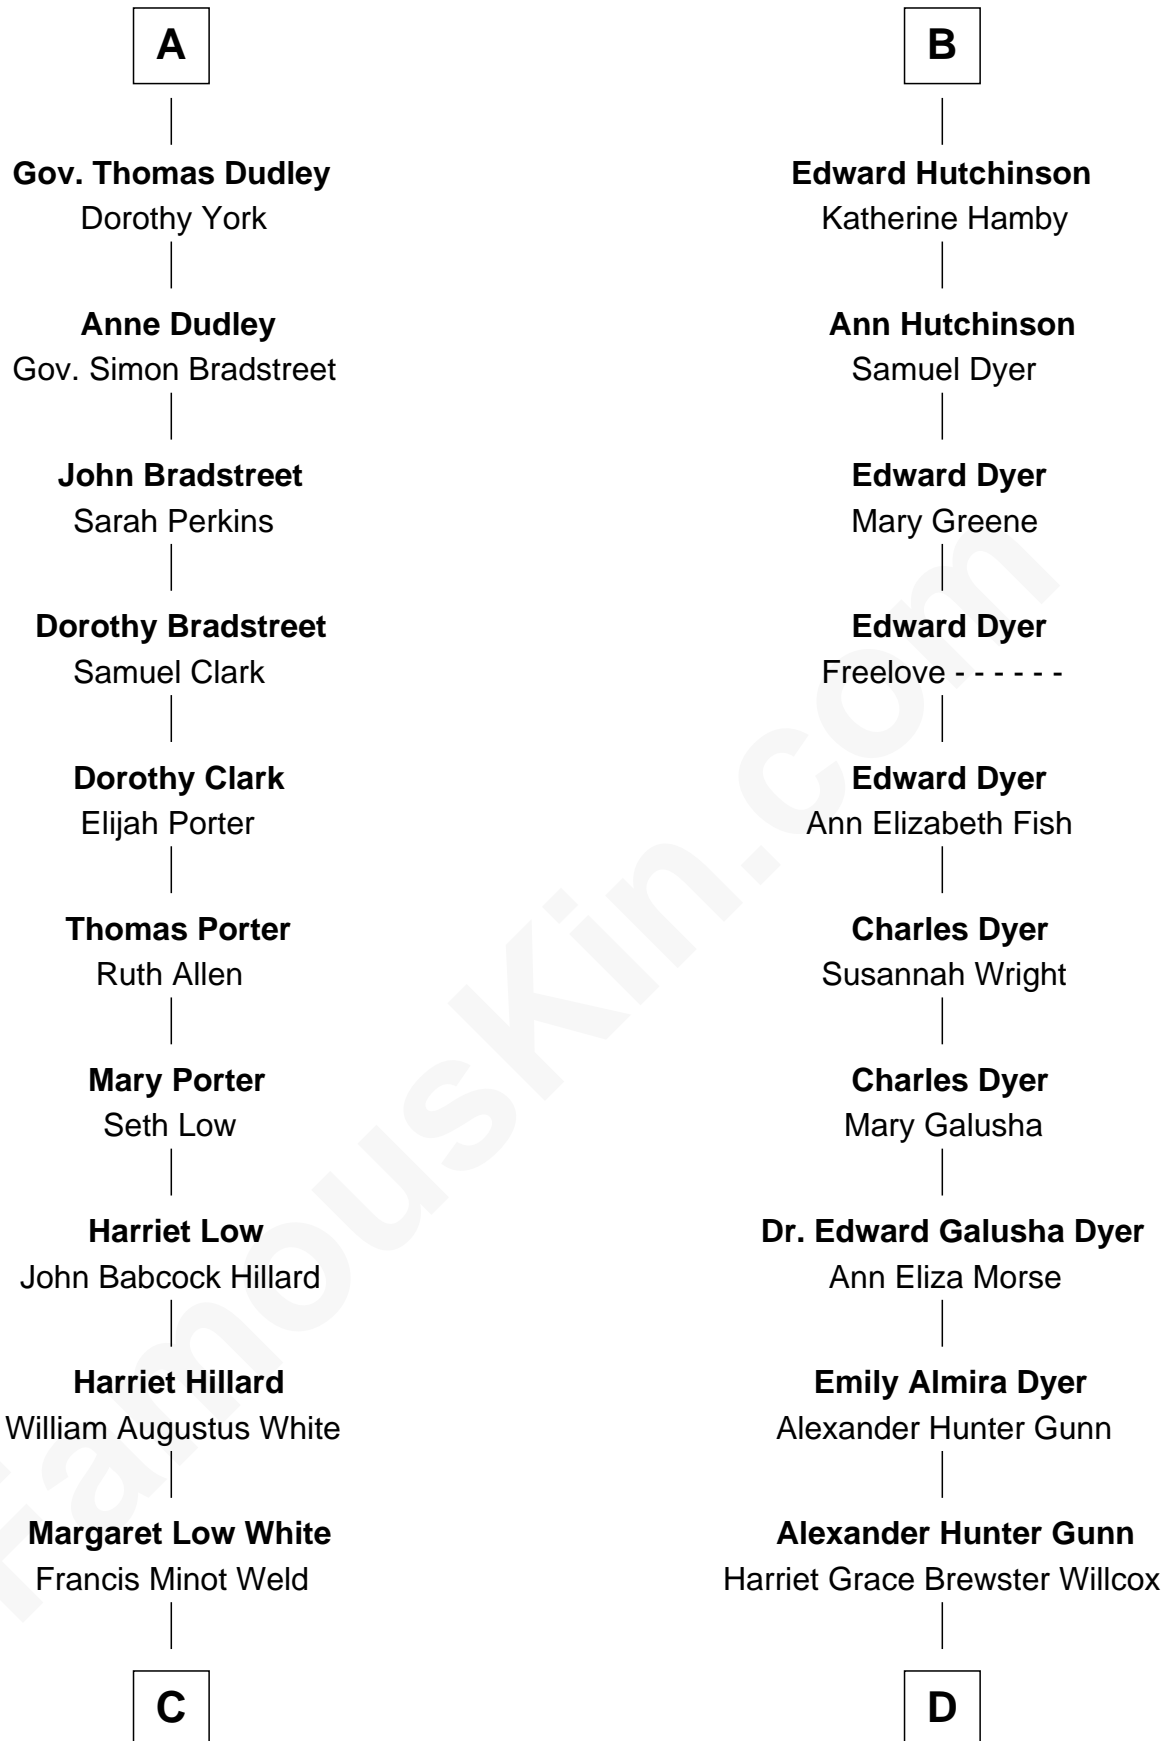 A
Gov. Thomas Dudley
Dorothy York
Anne Dudley
Gov. Simon Bradstreet
John Bradstreet
Sarah Perkins
Dorothy Bradstreet
Samuel Clark
Dorothy Clark
Elijah Porter
Thomas Porter
Ruth Allen
Mary Porter
Seth Low
Harriet Low
John Babcock Hillard
Harriet Hillard
William Augustus White
Margaret Low White
Francis Minot Weld
C
B
Edward Hutchinson
Katherine Hamby
Ann Hutchinson
Samuel Dyer
Edward Dyer
Mary Greene
Edward Dyer
Freelove - - - - - -
Edward Dyer
Ann Elizabeth Fish
Charles Dyer
Susannah Wright
Charles Dyer
Mary Galusha
Dr. Edward Galusha Dyer
Ann Eliza Morse
Emily Almira Dyer
Alexander Hunter Gunn
Alexander Hunter Gunn
Harriet Grace Brewster Willcox
D
FamousKin.com